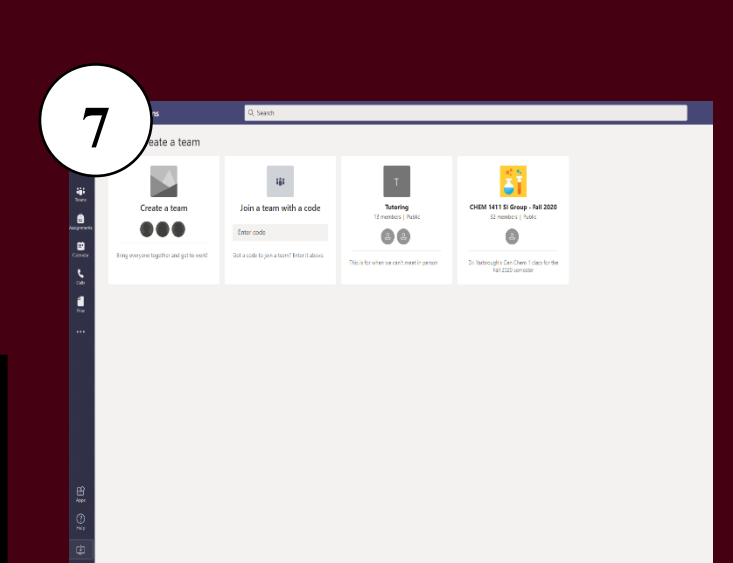 7
Search
eate a team
Teams
Assignments
Calendar
Calls
Files
Create a team
Bring everyone together and get to work!
Join a team with a code
Enter code
Got a code to join a team? Enter it above.
T
Tutoring
13 members | Public
This is for when we can't meet in person
CHEM 1411 SI Group - Fall 2020
32 members | Public
Dr. Yarbrough's Gen Chem 1 class for the
Fall 2020 semester
Apps
Help